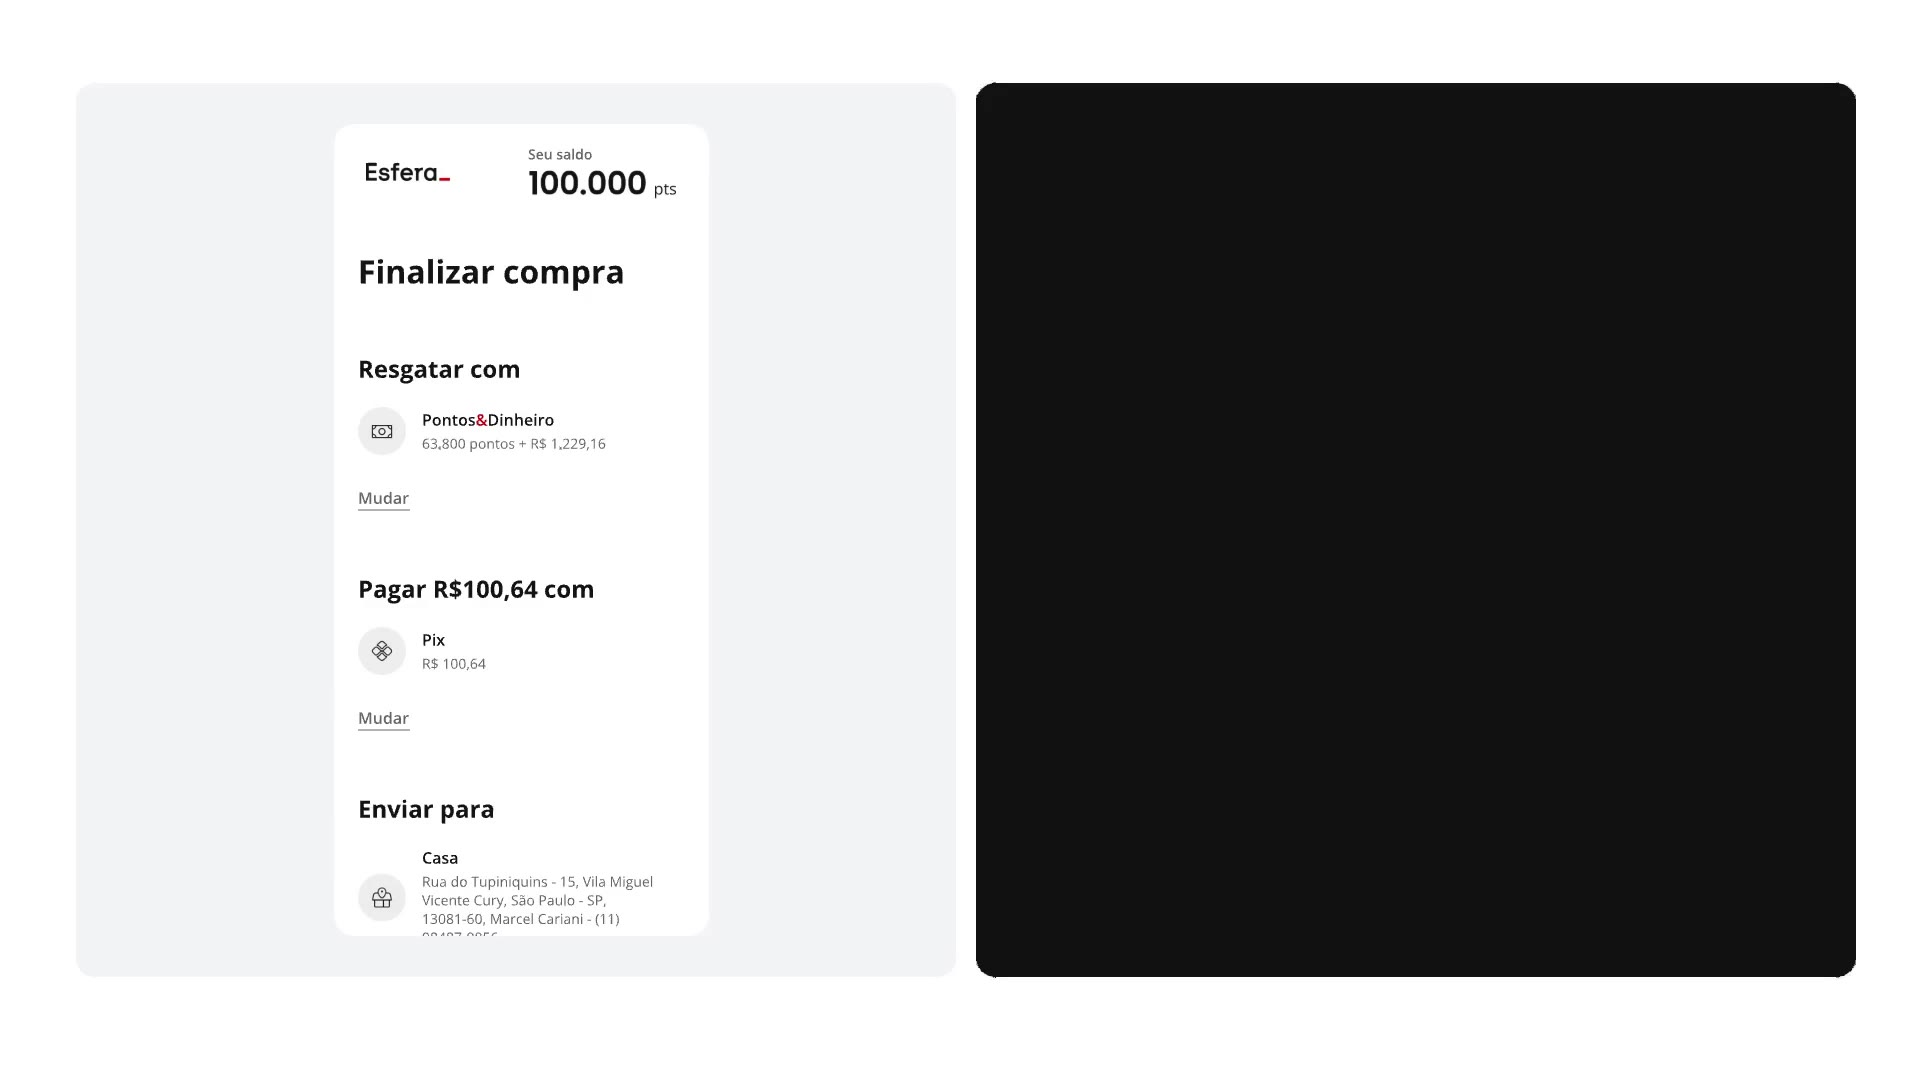 Esfera_
Seu saldo
100.000 pts
Finalizar compra
Resgatar com
Pontos&Dinheiro
63,800 pontos + R$ 1,229,16
Mudar
Pagar R$100,64 com
Pix
R$ 100,64
Mudar
Enviar para
Casa
Rua do Tupiniquins - 15, Vila Miguel
Vicente Cury, São Paulo - SP,
13081-60, Marcel Cariani - (11)